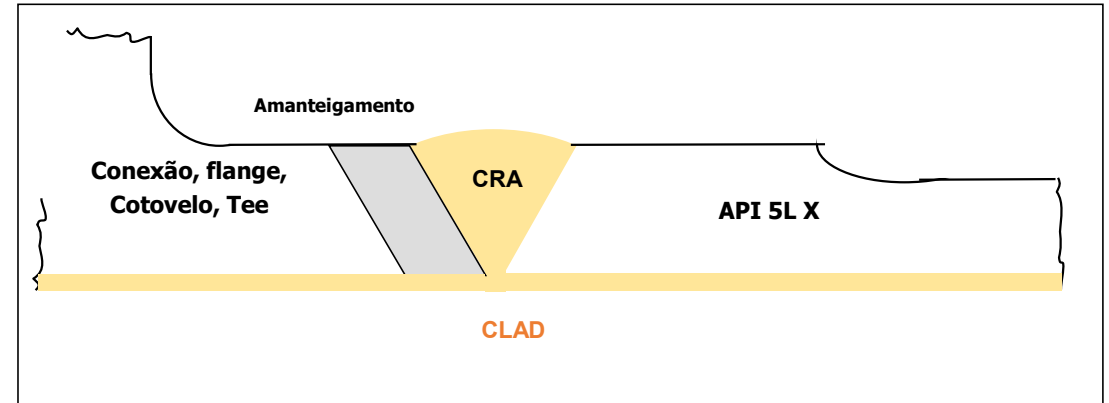 Amanteigamento
Conexão, flange,
Cotovelo, Tee
CRA
API 5L X
CLAD